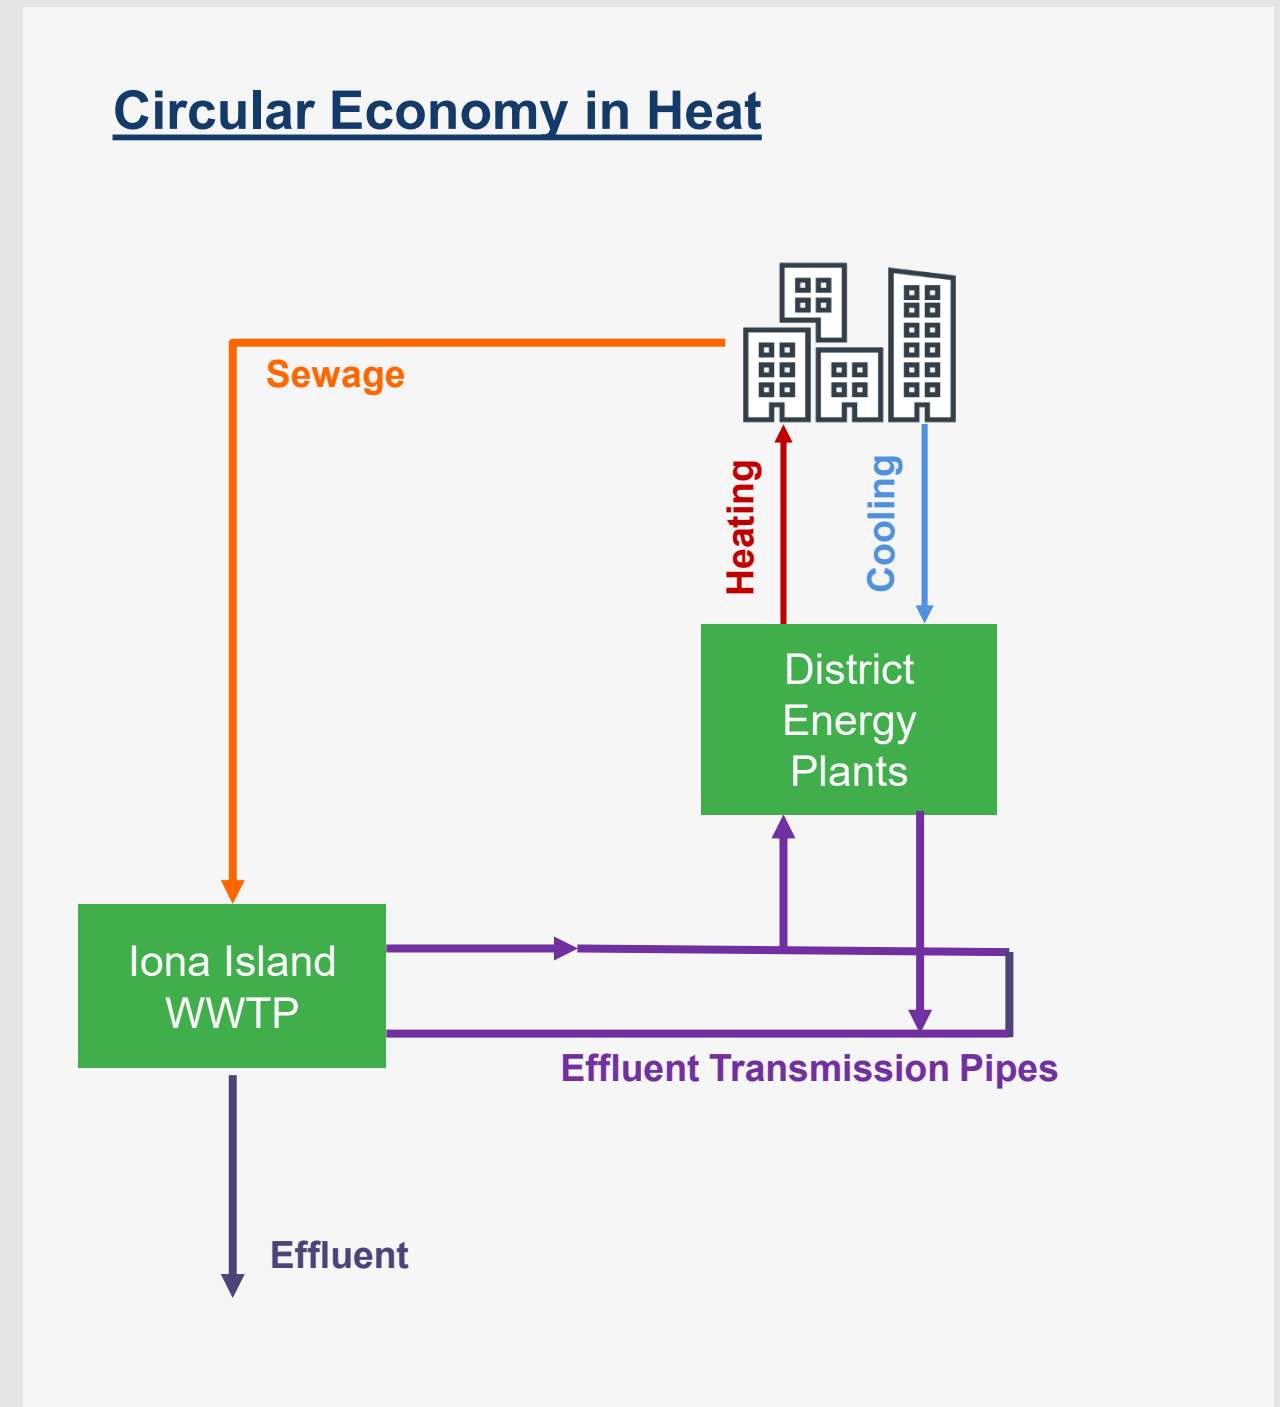 Circular Economy in Heat
Sewage
Heating
Cooling
District
Energy
Plants
Iona Island
WWTP
Effluent Transmission Pipes
Effluent